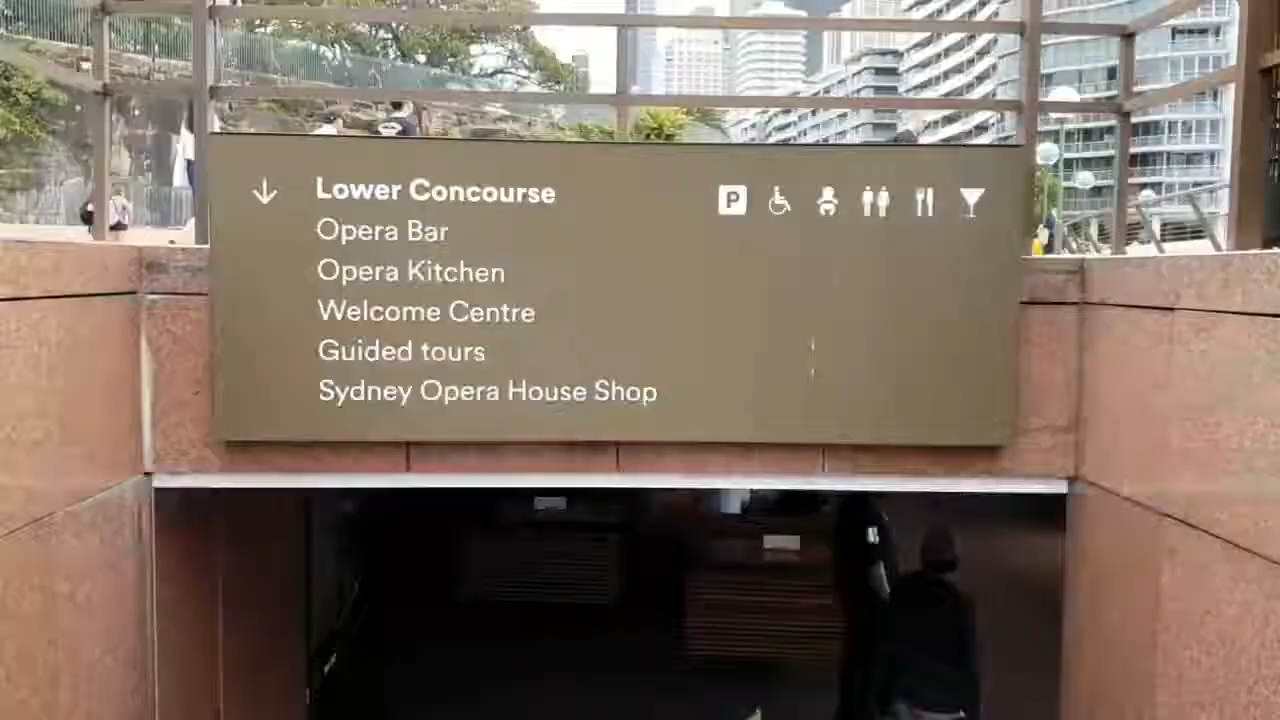 Lower Concourse P
Opera Bar
Opera Kitchen
Welcome Centre
Guided tours
Sydney Opera House Shop